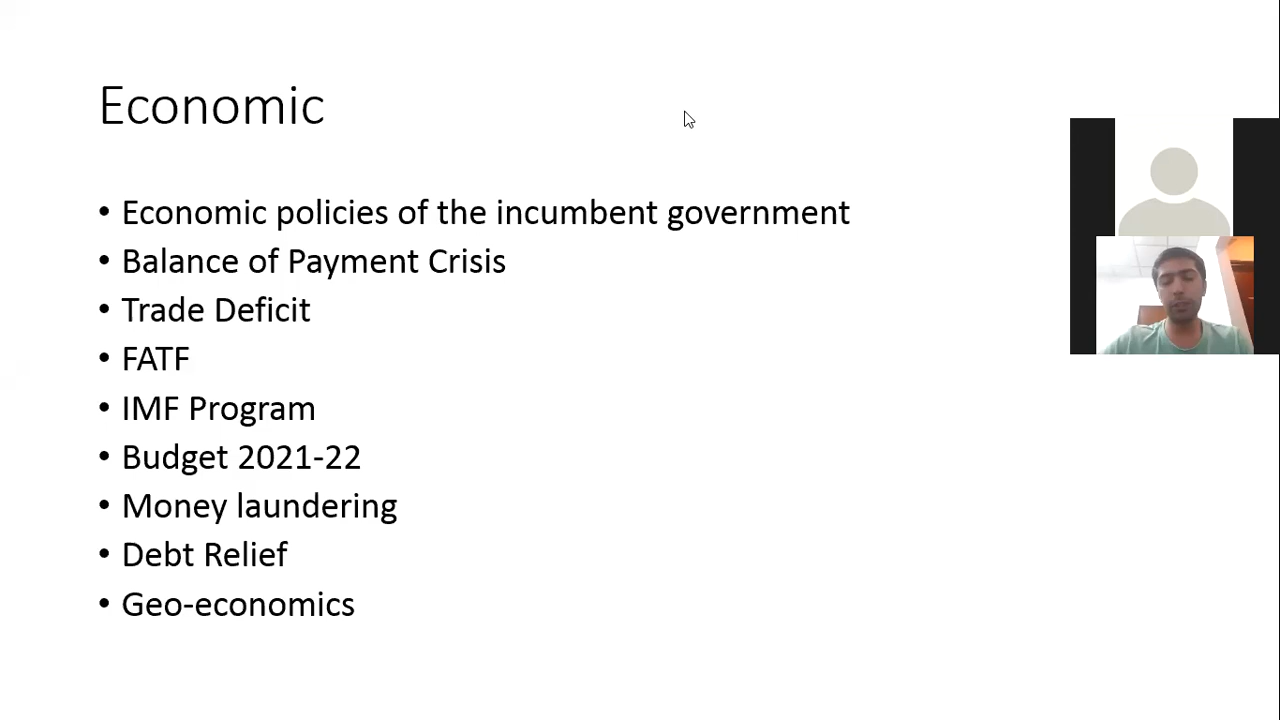 Economic
• Economic policies of the incumbent government
• Balance of Payment Crisis
• Trade Deficit
• FATF
• IMF Program
• Budget 2021-22
• Money laundering
• Debt Relief
• Geo-economics